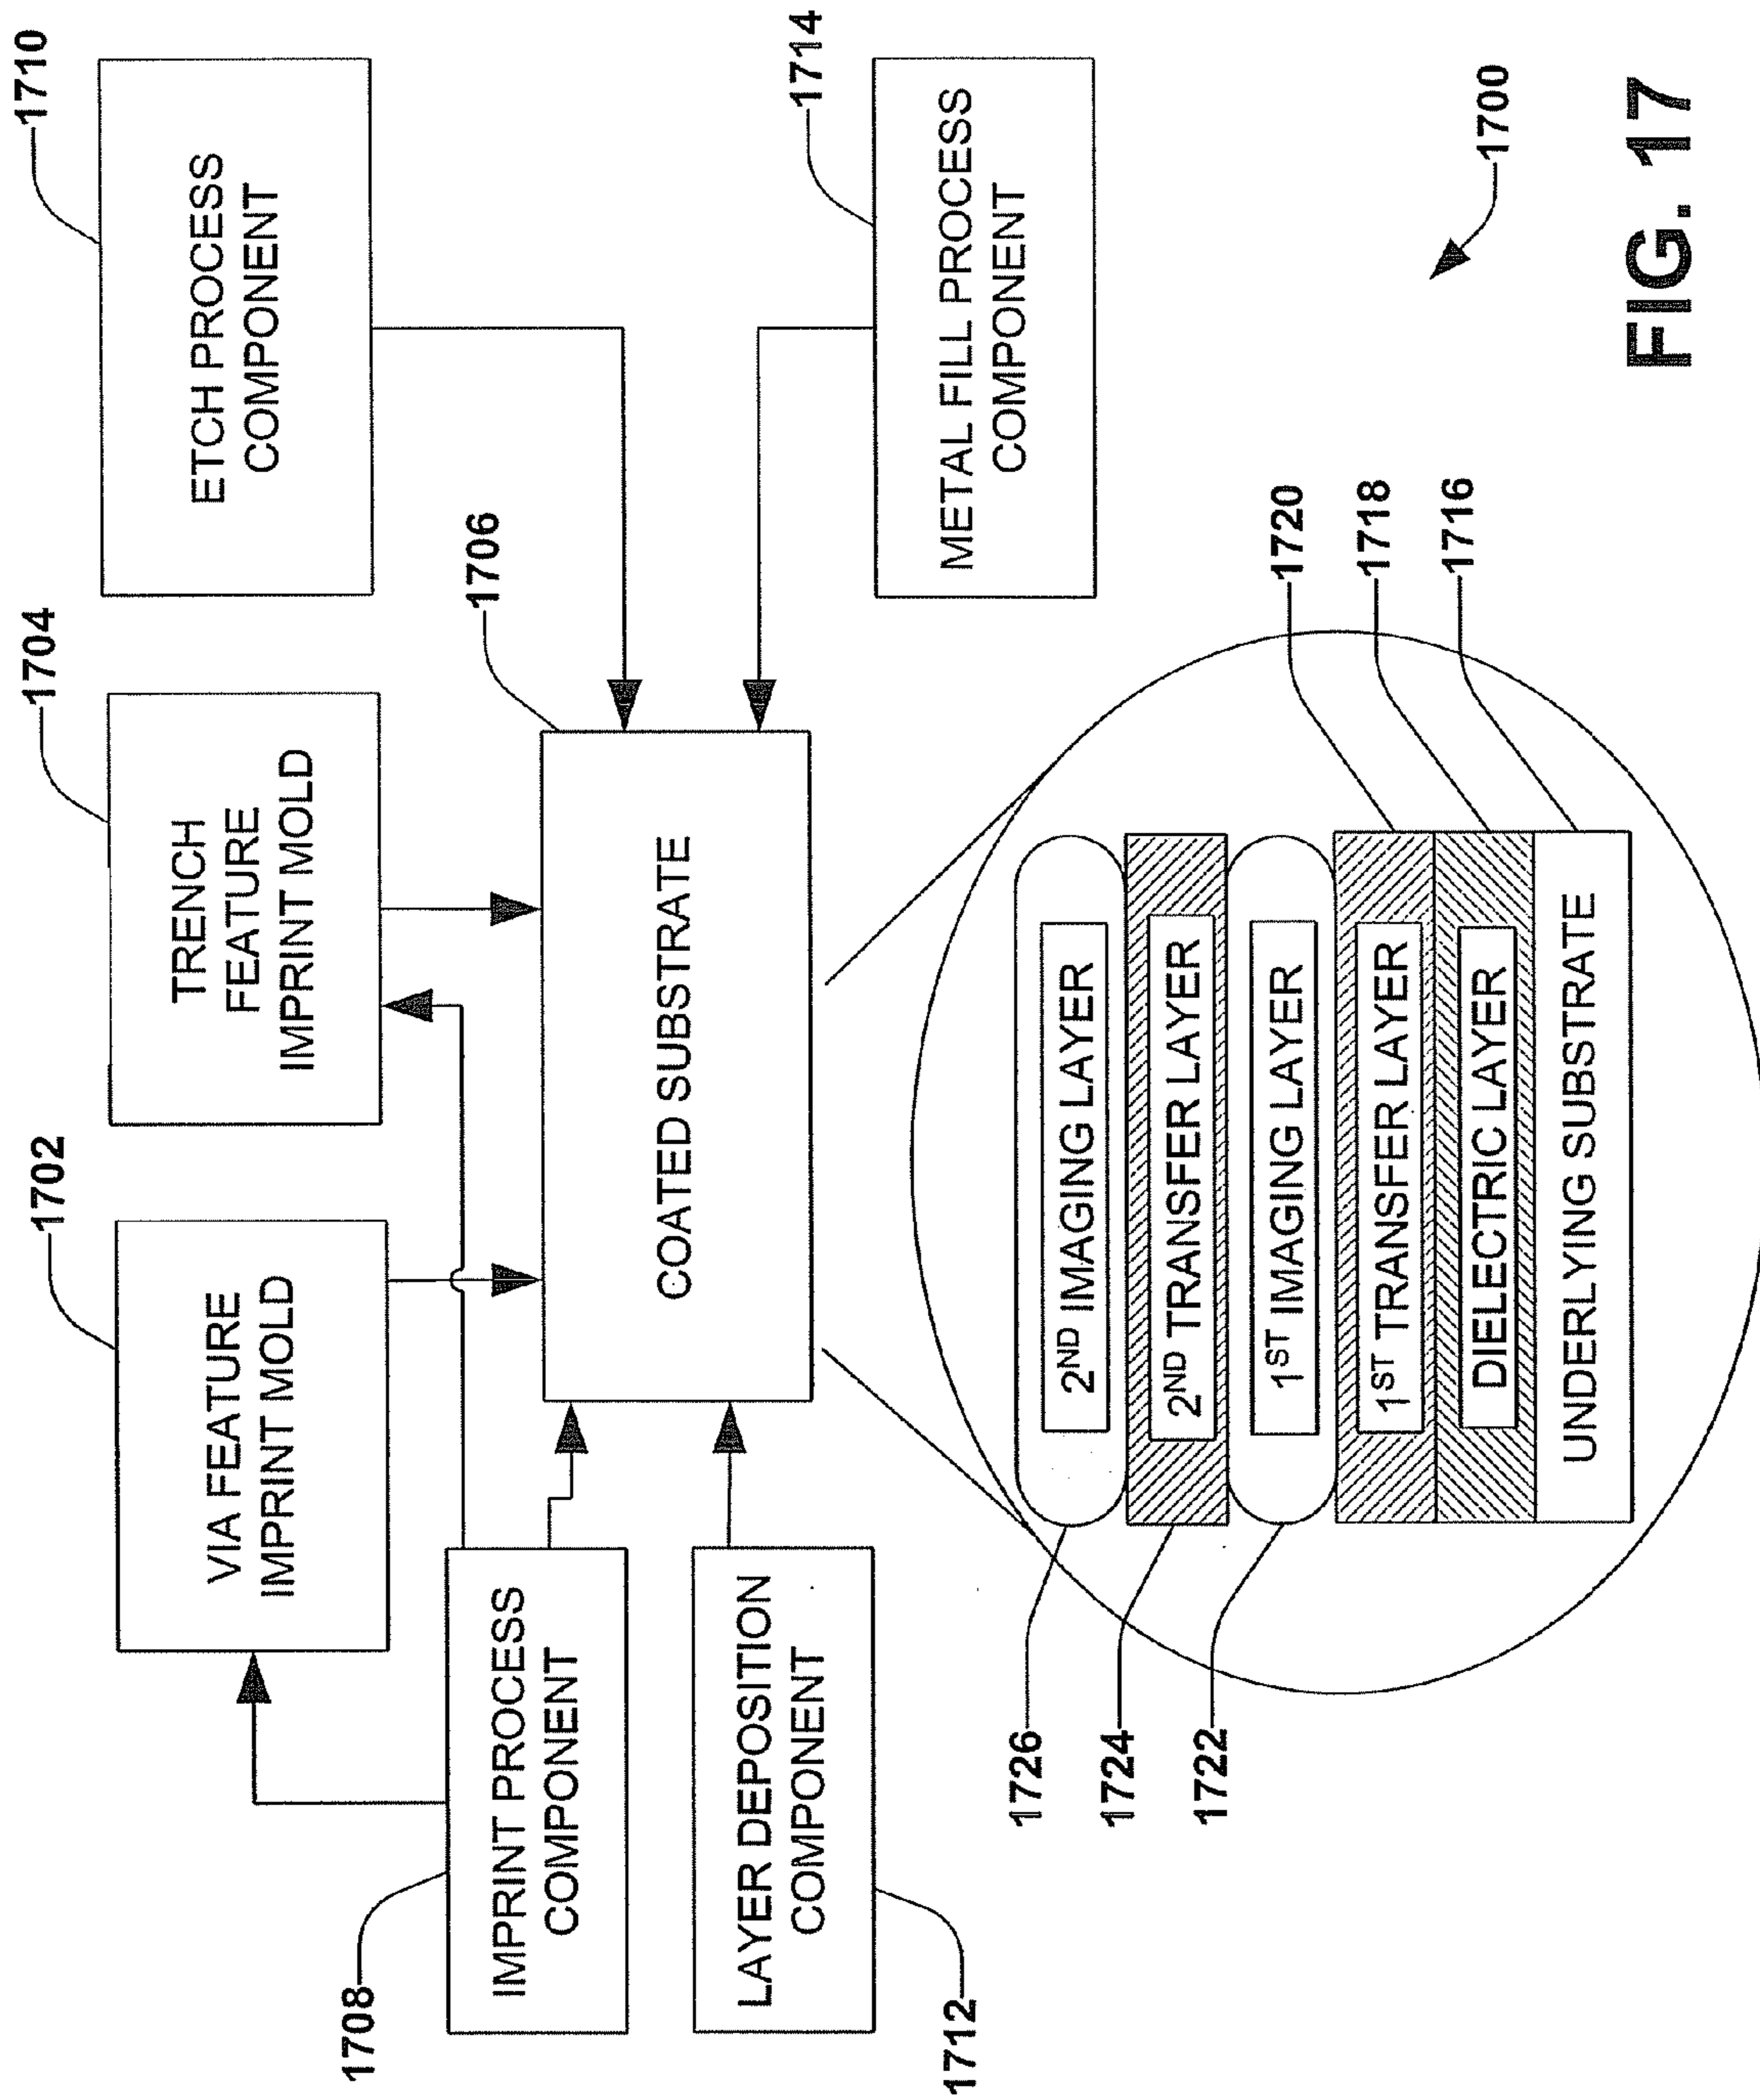 1702
VIA FEATURE
IMPRINT MOLD
1704
TRENCH
FEATURE
IMPRINT MOLD
1710
ETCH PROCESS
COMPONENT
1708
IMPRINT PROCESS
COMPONENT
1706
COATED SUBSTRATE
1712
LAYER DEPOSITION
COMPONENT
1714
METAL FILL PROCESS
COMPONENT
1726
2ND IMAGING LAYER
1724
2ND TRANSFER LAYER
1722
1ST IMAGING LAYER
1720
1ST TRANSFER LAYER
1718
DIELECTRIC LAYER
1716
UNDERLYING SUBSTRATE
1700
FIG. 17